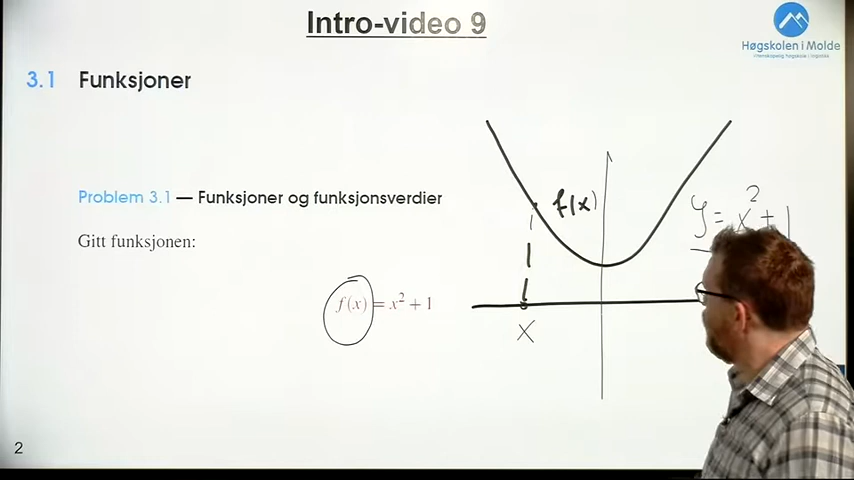 Intro-video 9
Høgskolen i Molde
3.1 Funksjoner
Problem 3.1 — Funksjoner og funksjonsverdier
Gitt funksjonen:
f(x) = x² + 1
f(x)
y = x² + 1
X
2